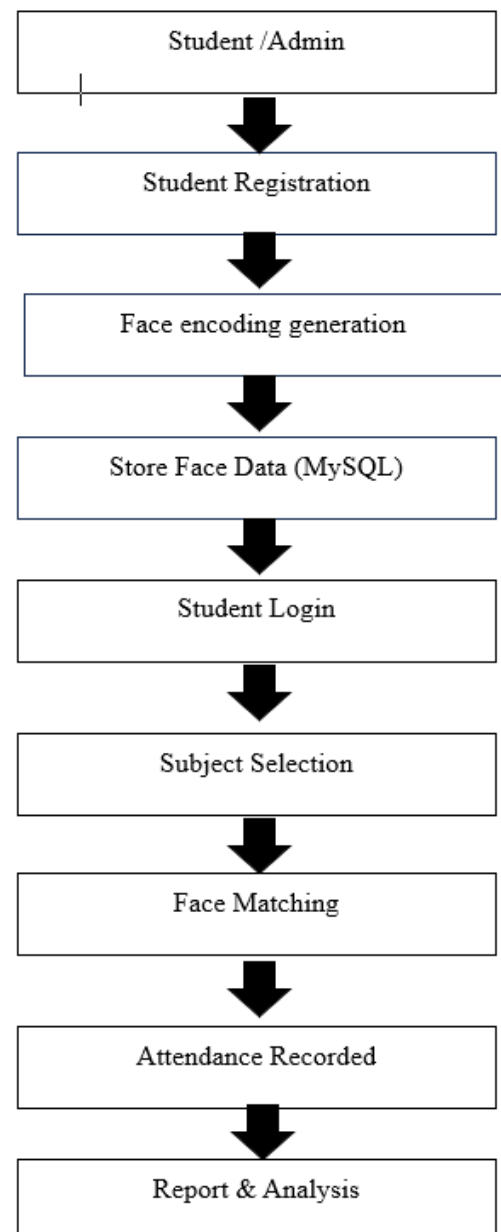 Student /Admin
Student Registration
Face encoding generation
Store Face Data (MySQL)
Student Login
Subject Selection
Face Matching
Attendance Recorded
Report & Analysis